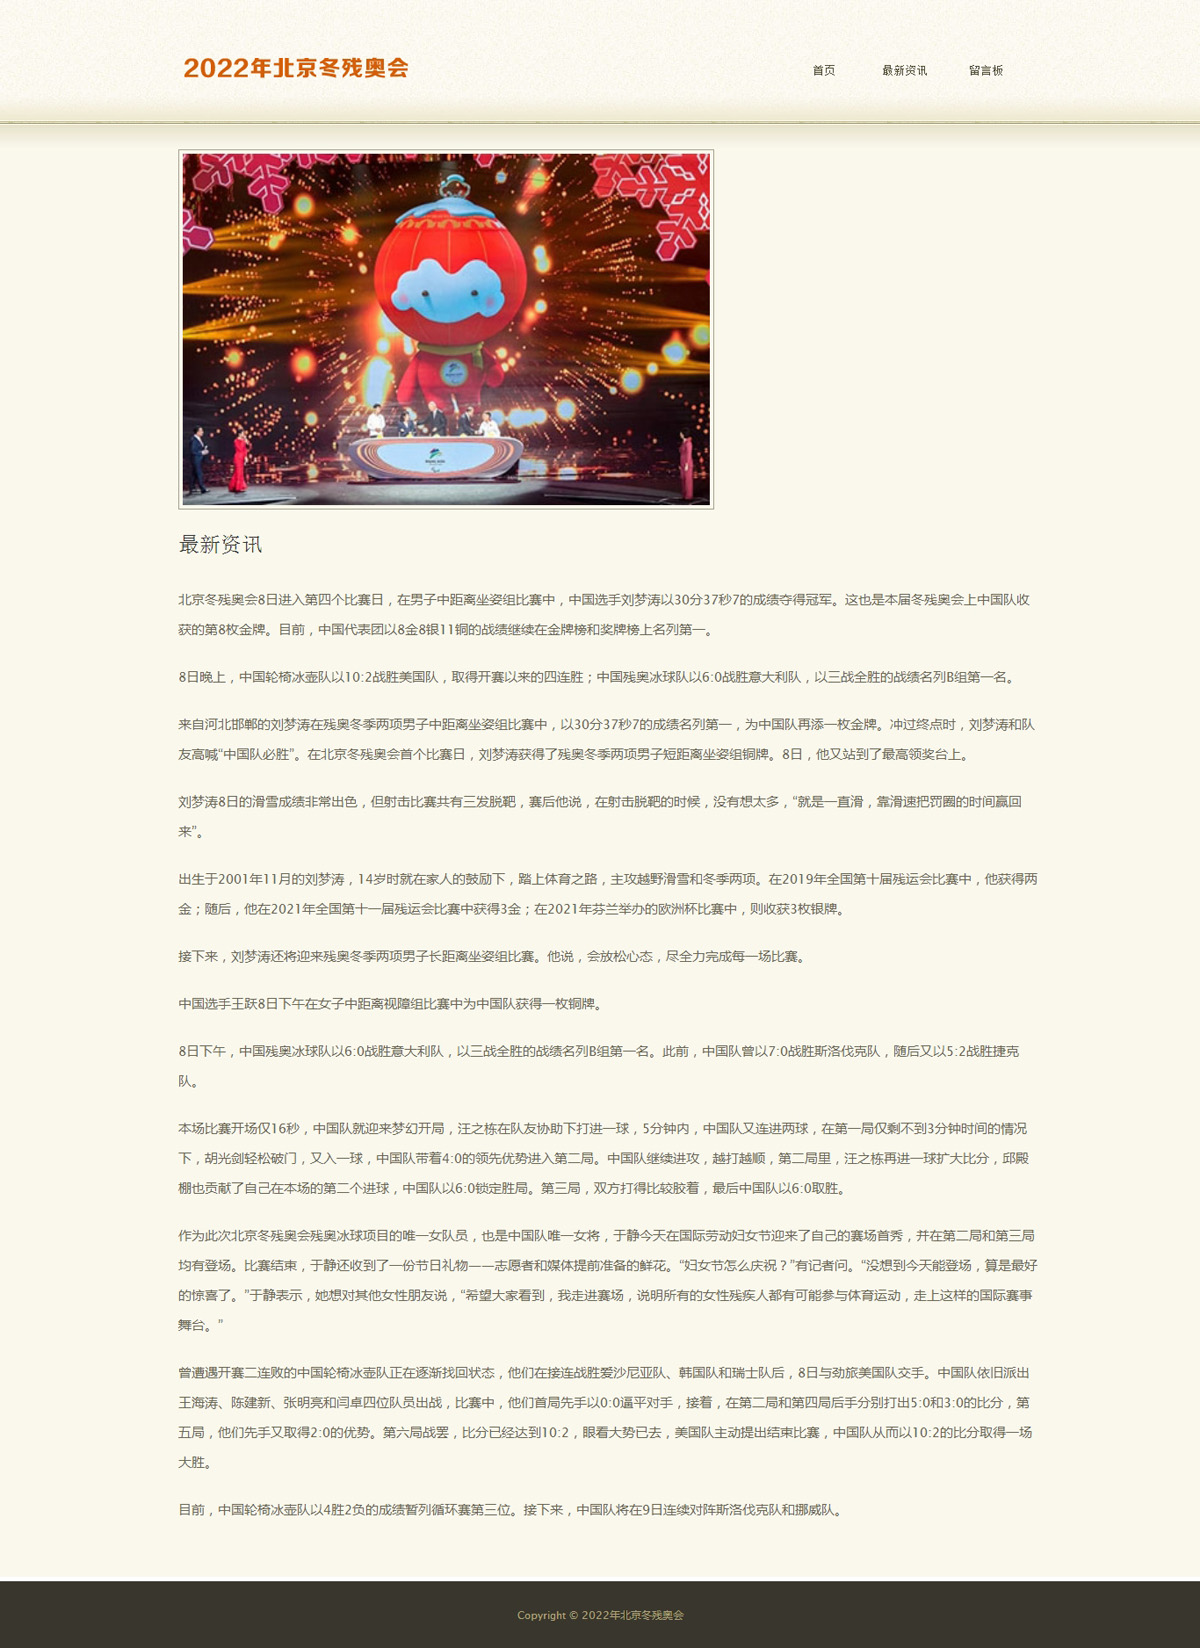 2022年北京冬残奥会
首页 最新资讯 留言板
最新资讯
北京冬残奥会8日进入第四个比赛日，在男子中距离坐姿组比赛中，中国选手刘梦涛以30分37秒7的成绩夺得冠军。这也是本届冬残奥会上中国队收
获的第8枚金牌。目前，中国代表团以8金8银11铜的战绩继续在金牌榜和奖牌榜上名列第一。
8日晚上，中国轮椅冰壶队以10:2战胜美国队，取得开赛以来的四连胜；中国残奥冰球队以6:0战胜意大利队，以三战全胜的战绩名列B组第一名。
来自河北邯郸的刘梦涛在残奥冬季两项男子中距离坐姿组比赛中，以30分37秒7的成绩名列第一，为中国队再添一枚金牌。冲过终点时，刘梦涛和队
友高喊“中国队必胜”。在北京冬残奥会首个比赛日，刘梦涛获得了残奥冬季两项男子短距离坐姿组铜牌。8日，他又站到了最高领奖台上。
刘梦涛8日的滑雪成绩非常出色，但射击比赛共有三发脱靶，赛后他说，在射击脱靶的时候，没有想太多，“就是一直滑，靠滑速把罚圈的时间赢回
来”。
出生于2001年11月的刘梦涛，14岁时就在家人的鼓励下，踏上体育之路，主攻越野滑雪和冬季两项。在2019年全国第十届残运会比赛中，他获得两
金；随后，他在2021年全国第十一届残运会比赛中获得3金；在2021年芬兰举办的欧洲杯比赛中，则收获3枚银牌。
接下来，刘梦涛还将迎来残奥冬季两项男子长距离坐姿组比赛。他说，会放松心态，尽全力完成每一场比赛。
中国选手王跃8日下午在女子中距离视障组比赛中为中国队获得一枚铜牌。
8日下午，中国残奥冰球队以6:0战胜意大利队，以三战全胜的战绩名列B组第一名。此前，中国队曾以7:0战胜斯洛伐克队，随后又以5:2战胜捷克
队。
本场比赛开场仅16秒，中国队就迎来梦幻开局，汪之栋在队友协助下打进一球，5分钟内，中国队又连进两球，在第一局仅剩不到3分钟时间的情况
下，胡光剑轻松破门，又入一球，中国队带着4:0的领先优势进入第二局。中国队继续进攻，越打越顺，第二局里，汪之栋再进一球扩大比分，邱殿
棚也贡献了自己在本场的第二个进球，中国队以6:0锁定胜局。第三局，双方打得比较胶着，最后中国队以6:0取胜。
作为此次北京冬残奥会残奥冰球项目的唯一女队员，也是中国队唯一女将，于静今天在国际劳动妇女节迎来了自己的赛场首秀，并在第二局和第三局
均有登场。比赛结束，于静还收到了一份节日礼物——志愿者和媒体提前准备的鲜花。“妇女节怎么庆祝？”有记者问。“没想到今天能登场，算是最好
的惊喜了。”于静表示，她想对其他女性朋友说，“希望大家看到，我走进赛场，说明所有的女性残疾人都有可能参与体育运动，走上这样的国际赛事
舞台。”
曾遭遇开赛二连败的中国轮椅冰壶队正在逐渐找回状态，他们在接连战胜爱沙尼亚队、韩国队和瑞士队后，8日与劲旅美国队交手。中国队依旧派出
王海涛、陈建新、张明亮和闫卓四位队员出战，比赛中，他们首局先手以0:0逼平对手，接着，在第二局和第四局后手分别打出5:0和3:0的比分，第
五局，他们先手又取得2:0的优势。第六局战罢，比分已经达到10:2，眼看大势已去，美国队主动提出结束比赛，中国队从而以10:2的比分取得一场
大胜。
目前，中国轮椅冰壶队以4胜2负的成绩暂列循环赛第三位。接下来，中国队将在9日连续对阵斯洛伐克队和挪威队。
Copyright © 2022年北京冬残奥会